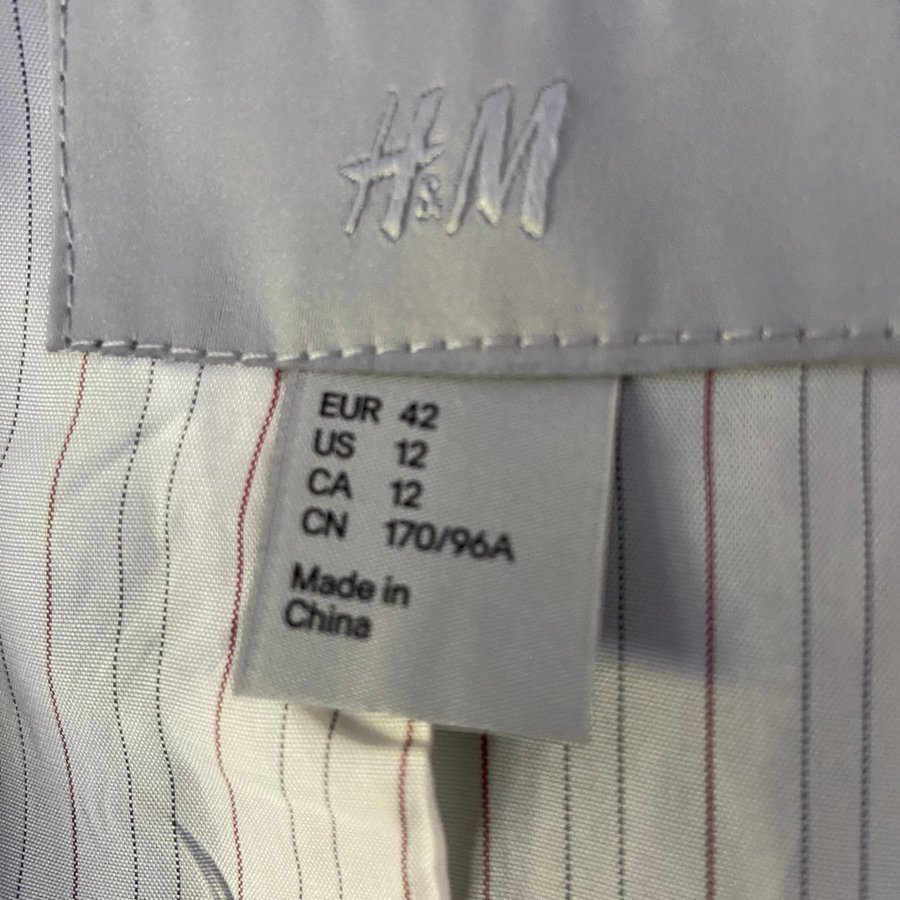 H&M
EUR 42
US 12
CA 12
CN 170/96A
Made in
China